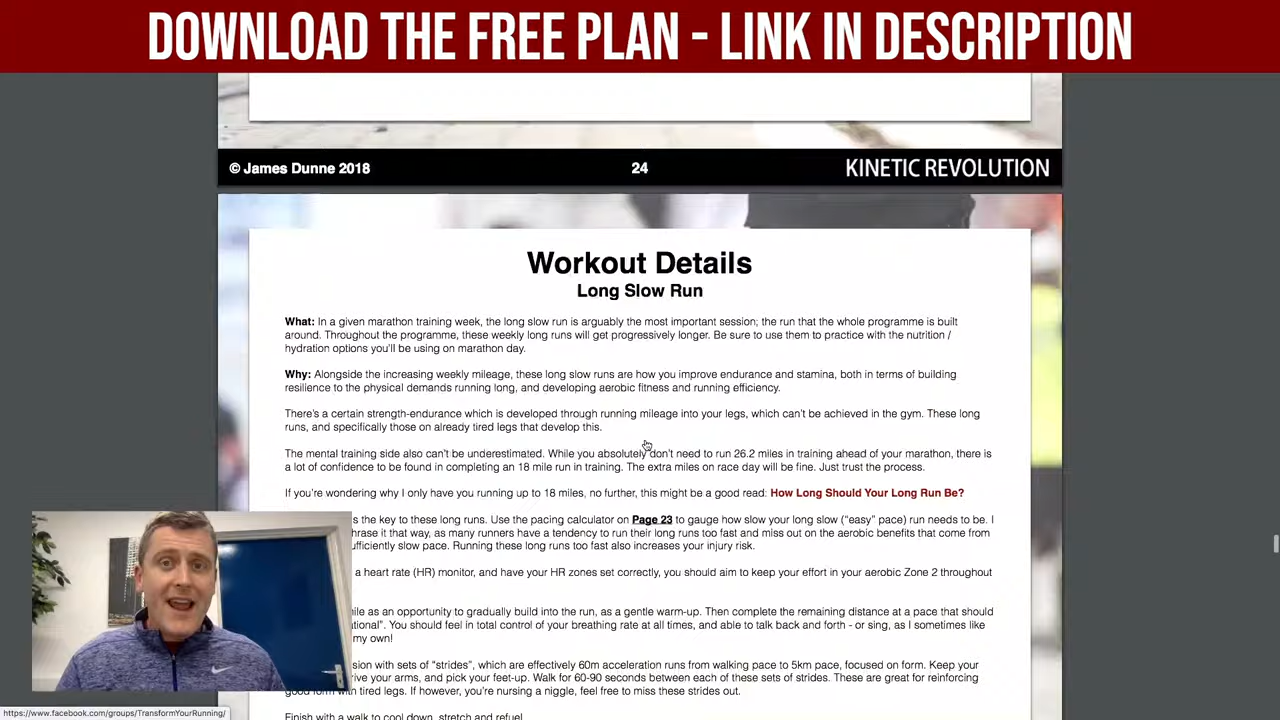 DOWNLOAD THE FREE PLAN - LINK IN DESCRIPTION
© James Dunne 2018 24 KINETIC REVOLUTION
Workout Details
Long Slow Run
What: In a given marathon training week, the long slow run is arguably the most important session; the run that the whole programme is built
around. Throughout the programme, these weekly long runs will get progressively longer. Be sure to use them to practice with the nutrition /
hydration options you'll be using on marathon day.
Why: Alongside the increasing weekly mileage, these long slow runs are how you improve endurance and stamina, both in terms of building
resilience to the physical demands running long, and developing aerobic fitness and running efficiency.
There's a certain strength-endurance which is developed through running mileage into your legs, which can't be achieved in the gym. These long
runs, and specifically those on already tired legs that develop this.
The mental training side also can't be underestimated. While you absolutely don't need to run 26.2 miles in training ahead of your marathon, there is
a lot of confidence to be found in completing an 18 mile run in training. The extra miles on race day will be fine. Just trust the process.
If you're wondering why I only have you running up to 18 miles, no further, this might be a good read: How Long Should Your Long Run Be?
s the key to these long runs. Use the pacing calculator on Page 23 to gauge how slow your long slow ("easy" pace) run needs to be. I
hrase it that way, as many runners have a tendency to run their long runs too fast and miss out on the aerobic benefits that come from
ufficiently slow pace. Running these long runs too fast also increases your injury risk.
a heart rate (HR) monitor, and have your HR zones set correctly, you should aim to keep your effort in your aerobic Zone 2 throughout
ile as an opportunity to gradually build into the run, as a gentle warm-up. Then complete the remaining distance at a pace that should
ational". You should feel in total control of your breathing rate at all times, and able to talk back and forth - or sing, as I sometimes like
my own!
sion with sets of "strides", which are effectively 60m acceleration runs from walking pace to 5km pace, focused on form. Keep your
rive your arms, and pick your feet-up. Walk for 60-90 seconds between each of these sets of strides. These are great for reinforcing
good form with tired legs. If however, you're nursing a niggle, feel free to miss these strides out.
Finish with a walk to cool down, stretch and refuel
https://www.facebook.com/groups/TransformYourRunning/